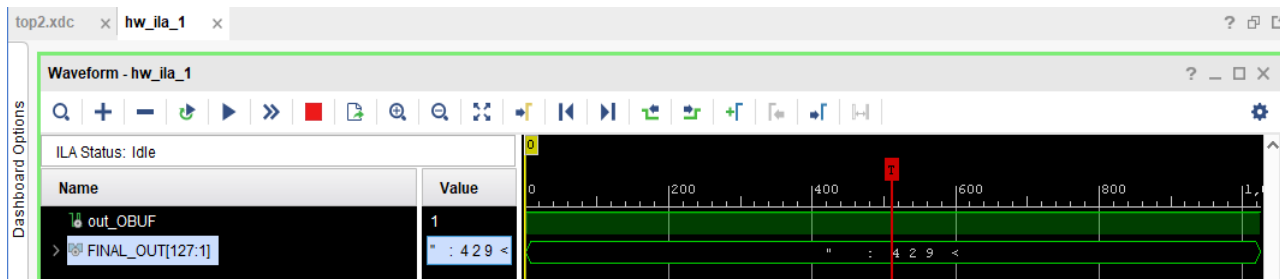 top2.xdc × hw_ila_1 × ?
Dashboard Options
Waveform - hw_ila_1 ?
ILA Status: Idle
0
T
Name Value 0 200 400 600 800 1,
out_OBUF 1
> FINAL_OUT[127:1] " : 4 2 9 < " : 4 2 9 <